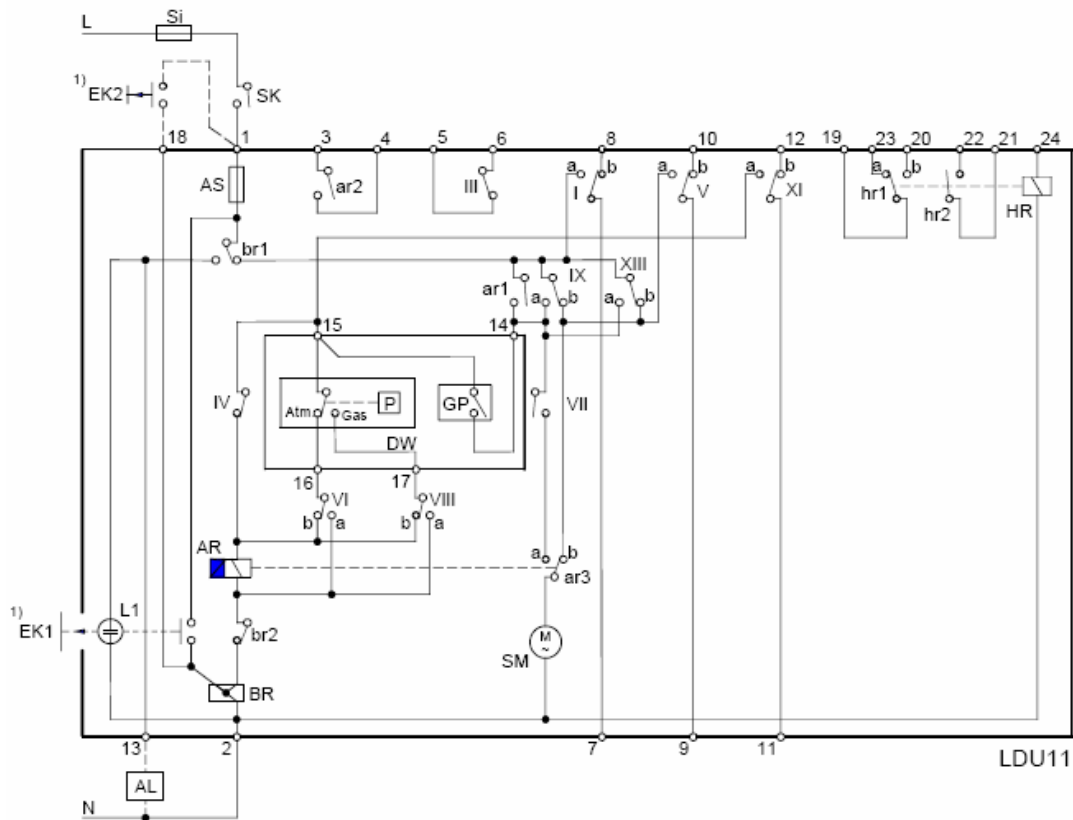 L Si
1) EK2 SK
18 1 3 4 5 6 8 10 12 19 23 20 22 21 24
AS ar2 III a b I a b V a b XI a b hr1 hr2 HR
br1
ar1 IX XIII
a b a b
15 14
IV Atm Gas P GP VII
DW
16 17
VI VIII
b a b a
AR a b
ar3
1) EK1 L1 br2
SM M ~
BR
13 2 7 9 11
LDU11
AL
N